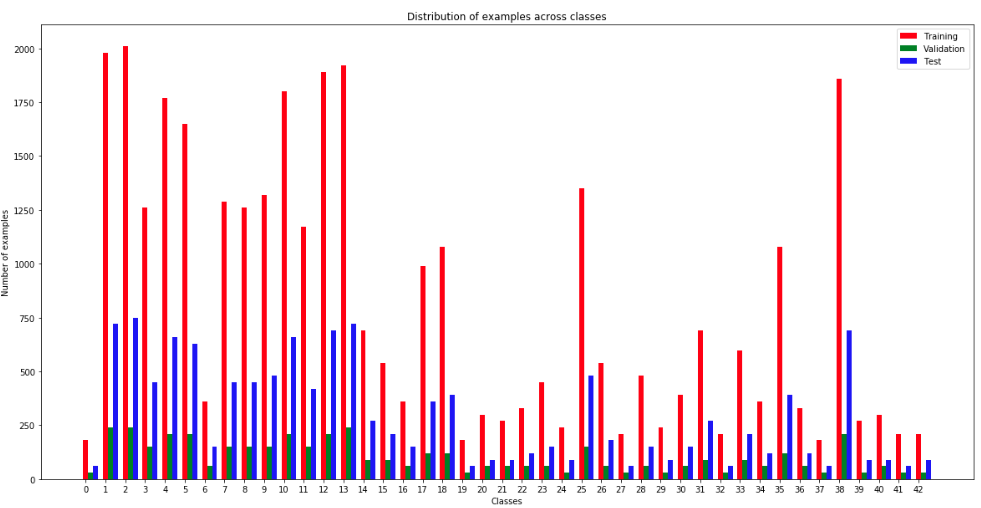 Distribution of examples across classes
Training
Validation
Test
Number of examples
2000
1750
1500
1250
1000
750
500
250
0
0 1 2 3 4 5 6 7 8 9 10 11 12 13 14 15 16 17 18 19 20 21 22 23 24 25 26 27 28 29 30 31 32 33 34 35 36 37 38 39 40 41 42
Classes